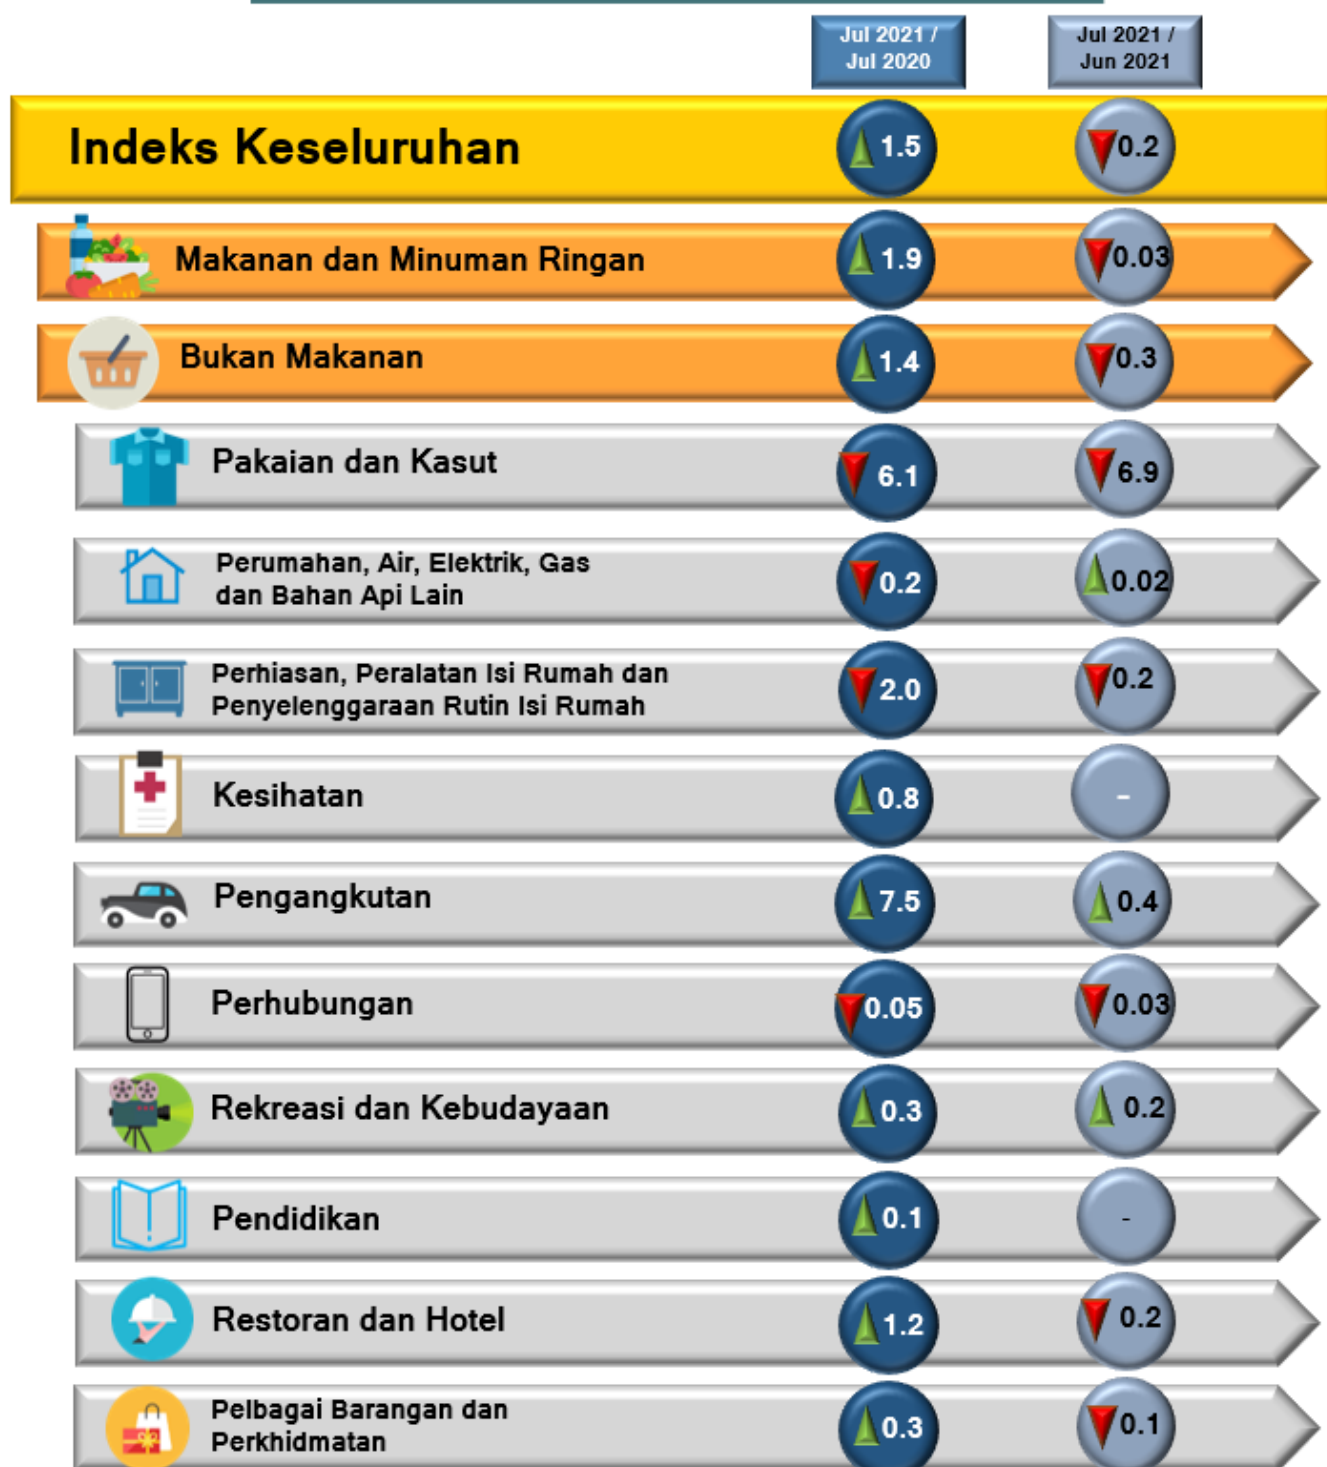 Jul 2021 /
Jul 2020
Jul 2021 /
Jun 2021
Indeks Keseluruhan
1.5
0.2
Makanan dan Minuman Ringan
1.9
0.03
Bukan Makanan
1.4
0.3
Pakaian dan Kasut
6.1
6.9
Perumahan, Air, Elektrik, Gas
dan Bahan Api Lain
0.2
0.02
Perhiasan, Peralatan Isi Rumah dan
Penyelenggaraan Rutin Isi Rumah
2.0
0.2
Kesihatan
0.8
-
Pengangkutan
7.5
0.4
Perhubungan
0.05
0.03
Rekreasi dan Kebudayaan
0.3
0.2
Pendidikan
0.1
-
Restoran dan Hotel
1.2
0.2
Pelbagai Barangan dan
Perkhidmatan
0.3
0.1